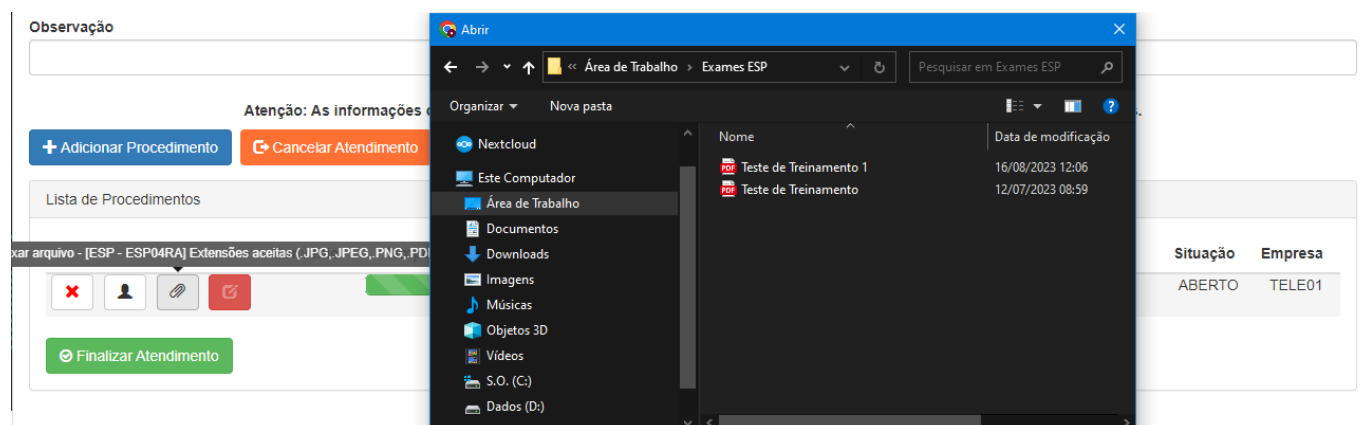 Observação
Atenção: As informações
Adicionar Procedimento
Cancelar Atendimento
Lista de Procedimentos
arquivo - [ESP - ESP04RA] Extensões aceitas (.JPG,.JPEG,.PNG,.PD
Situação Empresa
ABERTO TELE01
Finalizar Atendimento
Abrir
« Área de Trabalho > Exames ESP
Pesquisar em Exames ESP
Organizar
Nova pasta
Nextcloud
Este Computador
Área de Trabalho
Documentos
Downloads
Imagens
Músicas
Objetos 3D
Vídeos
S.O. (C:)
Dados (D:)
Nome Data de modificação
PDF Teste de Treinamento 1 16/08/2023 12:06
PDF Teste de Treinamento 12/07/2023 08:59